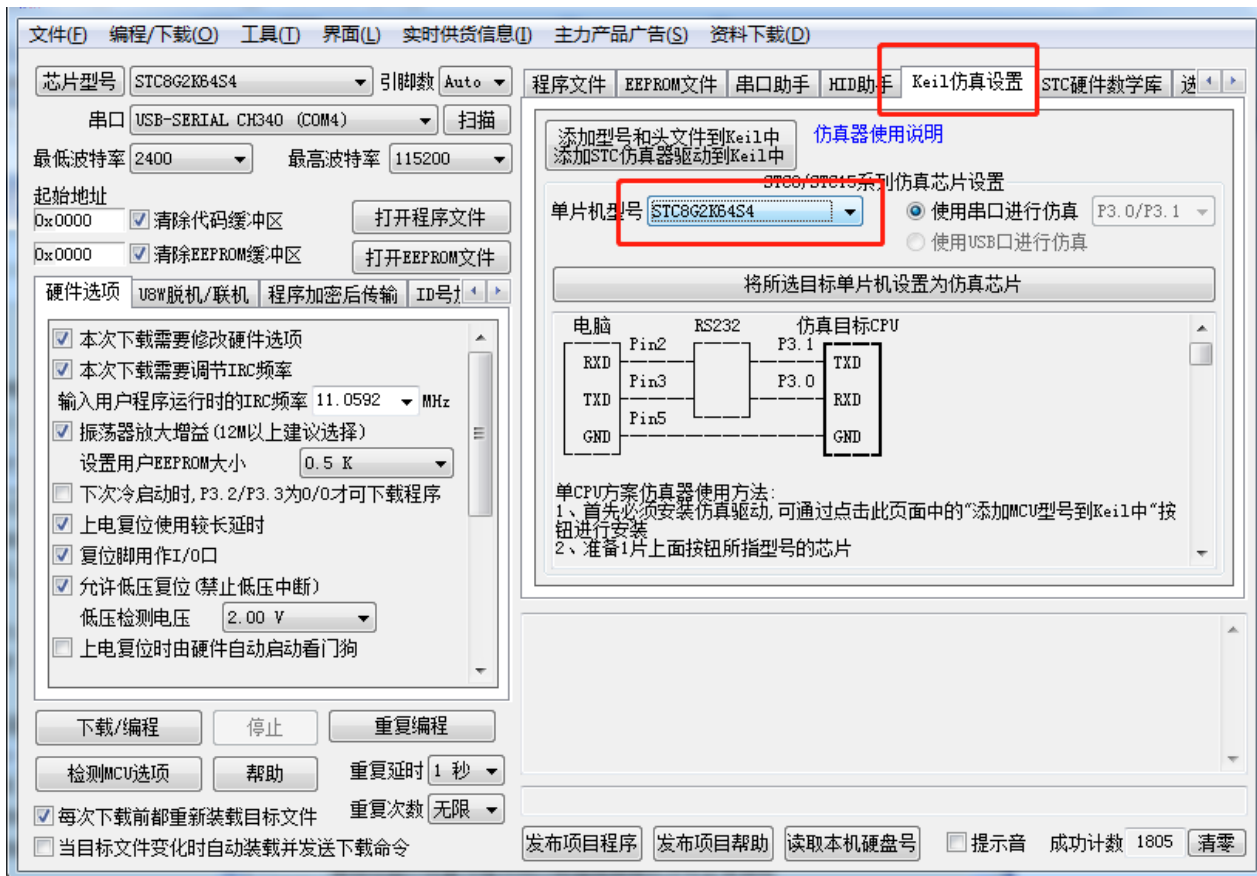 文件(F) 编程/下载(O) 工具(T) 界面(L) 实时供货信息(I) 主力产品广告(S) 资料下载(D)
芯片型号 STC8G2K64S4 引脚数 Auto
串口 USB-SERIAL CH340 (COM4) 扫描
最低波特率 2400 最高波特率 115200
起始地址
0x0000 清除代码缓冲区 打开程序文件
0x0000 清除EEPROM缓冲区 打开EEPROM文件
硬件选项 U8W脱机/联机 程序加密后传输 ID号
本次下载需要修改硬件选项
本次下载需要调节IRC频率
输入用户程序运行时的IRC频率 11.0592 MHz
振荡器放大增益(12M以上建议选择)
设置用户EEPROM大小 0.5 K
下次冷启动时,P3.2/P3.3为0/0才可下载程序
上电复位使用较长延时
复位脚用作I/O口
允许低压复位(禁止低压中断)
低压检测电压 2.00 V
上电复位时由硬件自动启动看门狗
下载/编程 停止 重复编程
检测MCU选项 帮助 重复延时 1 秒
每次下载前都重新装载目标文件 重复次数 无限
当目标文件变化时自动装载并发送下载命令
程序文件 EEPROM文件 串口助手 HID助手 Keil仿真设置 STC硬件数学库 选
添加型号和头文件到Keil中
添加STC仿真器驱动到Keil中
仿真器使用说明
STC8/STC15系列仿真芯片设置
单片机型号 STC8G2K64S4 使用串口进行仿真 P3.0/P3.1
使用USB口进行仿真
将所选目标单片机设置为仿真芯片
电脑 RS232 仿真目标CPU
RXD Pin2 P3.1 TXD
TXD Pin3 P3.0 RXD
GND Pin5 GND
单CPU方案仿真器使用方法:
1、首先必须安装仿真驱动,可通过点击此页面中的"添加MCU型号到Keil中"按
钮进行安装
2、准备1片上面按钮所指型号的芯片
发布项目程序 发布项目帮助 读取本机硬盘号 提示音 成功计数 1805 清零